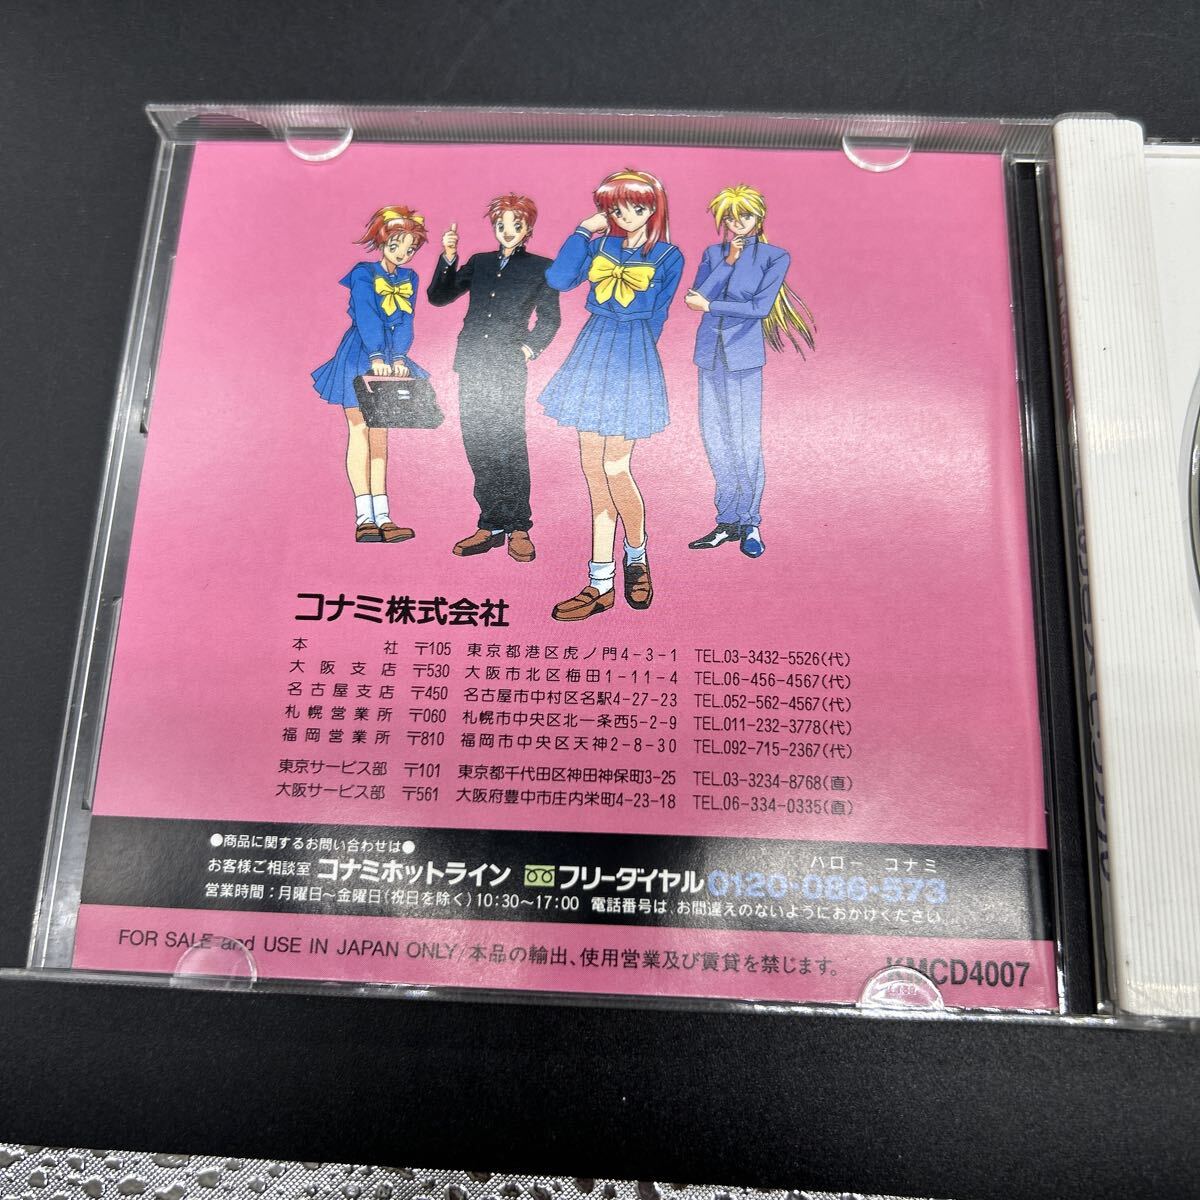 コナミ株式会社
本　　　社 〒105 東京都港区虎ノ門4-3-1 TEL.03-3432-5526(代)
大阪支店 〒530 大阪市北区梅田1-11-4 TEL.06-456-4567(代)
名古屋支店 〒450 名古屋市中村区名駅4-27-23 TEL.052-562-4567(代)
札幌営業所 〒060 札幌市中央区北一条西5-2-9 TEL.011-232-3778(代)
福岡営業所 〒810 福岡市中央区天神2-8-30 TEL.092-715-2367(代)
東京サービス部 〒101 東京都千代田区神田神保町3-25 TEL.03-3234-8768(直)
大阪サービス部 〒561 大阪府豊中市庄内栄町4-23-18 TEL.06-334-0335(直)
●商品に関するお問い合わせは●
ハロー コナミ
お客様ご相談室 コナミホットライン フリーダイヤル 0120-086-573
営業時間：月曜日～金曜日(祝日を除く)10:30～17:00 電話番号は、お間違えのないようにおかけください。
FOR SALE and USE IN JAPAN ONLY/本品の輸出、使用営業及び賃貸を禁じます。 KMCD4007